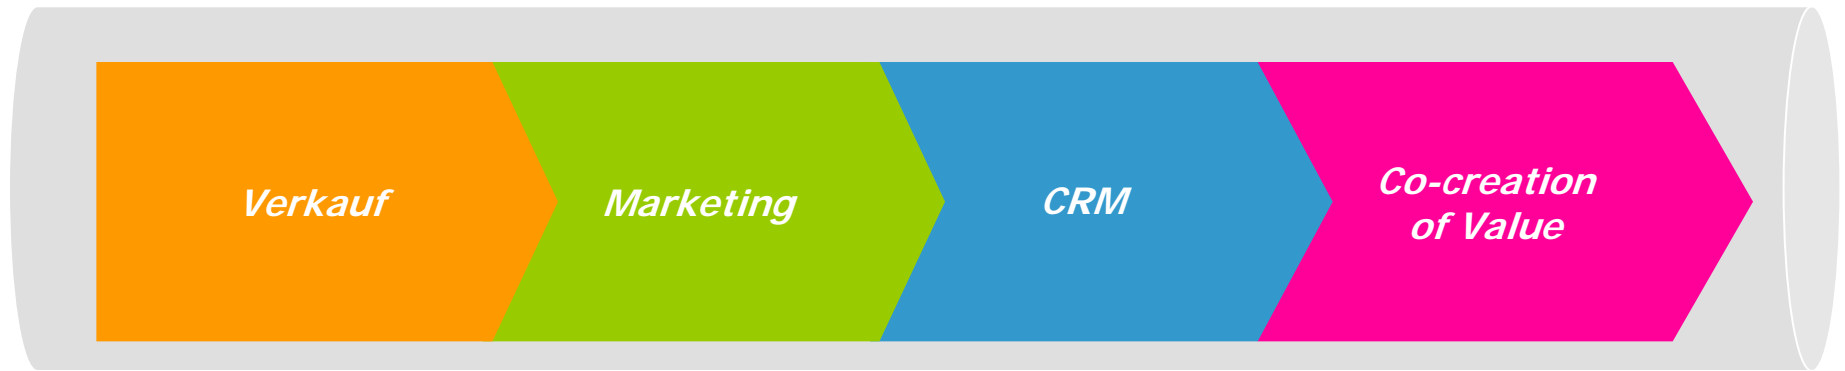 Verkauf
Marketing
CRM
Co-creation
of Value